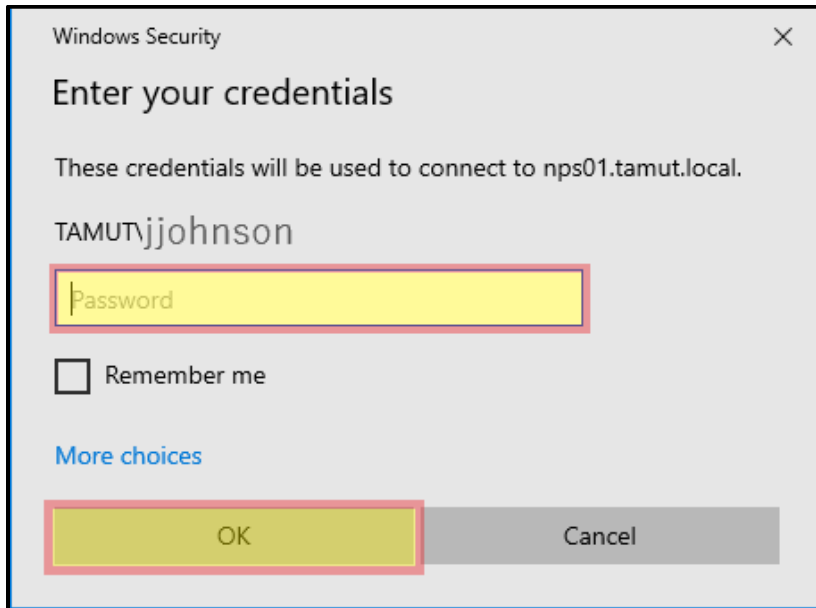 Windows Security
Enter your credentials
These credentials will be used to connect to nps01.tamut.local.
TAMUT\jjohnson
Password
Remember me
More choices
OK Cancel